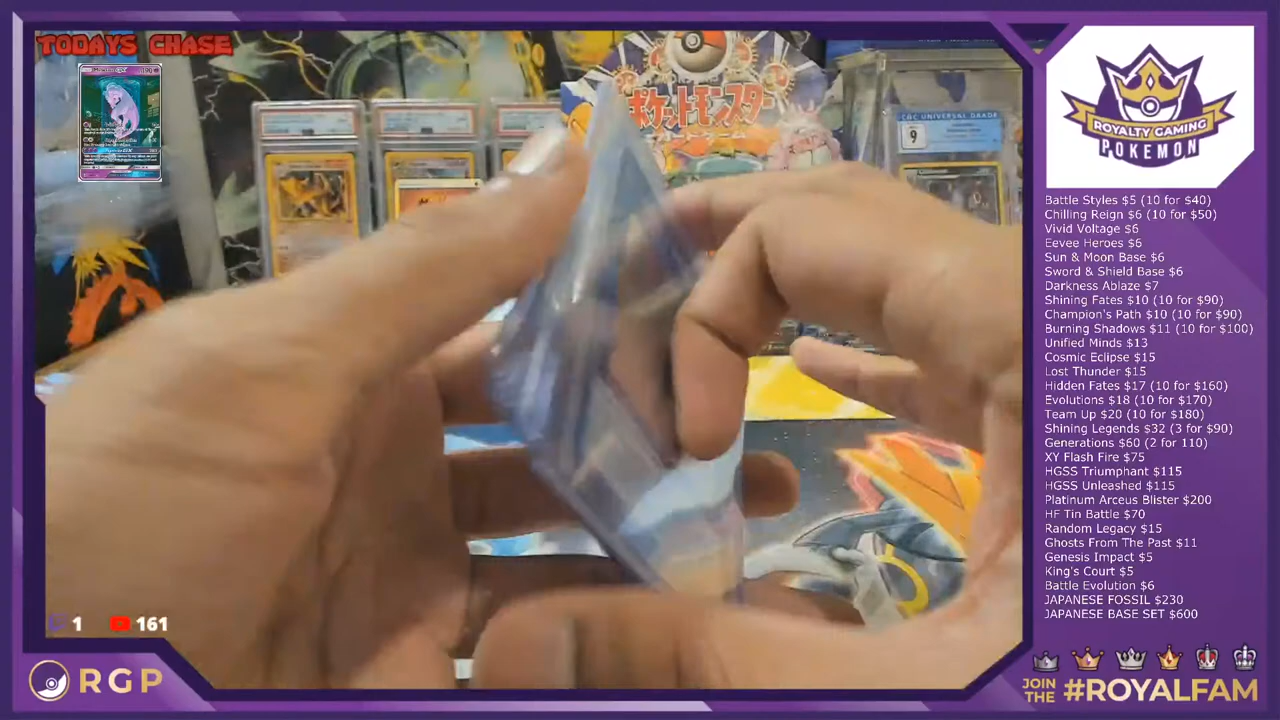 TODAYS CHASE
ポケットモンスター
CGC UNIVERSAL GRADE
9
ROYALTY GAMING
POKEMON
Battle Styles $5 (10 for $40)
Chilling Reign $6 (10 for $50)
Vivid Voltage $6
Eevee Heroes $6
Sun & Moon Base $6
Sword & Shield Base $6
Darkness Ablaze $7
Shining Fates $10 (10 for $90)
Champion's Path $10 (10 for $90)
Burning Shadows $11 (10 for $100)
Unified Minds $13
Cosmic Eclipse $15
Lost Thunder $15
Hidden Fates $17 (10 for $160)
Evolutions $18 (10 for $170)
Team Up $20 (10 for $180)
Shining Legends $32 (3 for $90)
Generations $60 (2 for 110)
XY Flash Fire $75
HGSS Triumphant $115
HGSS Unleashed $115
Platinum Arceus Blister $200
HF Tin Battle $70
Random Legacy $15
Ghosts From The Past $11
Genesis Impact $5
King's Court $5
Battle Evolution $6
JAPANESE FOSSIL $230
JAPANESE BASE SET $600
1 161
RGP
JOIN THE #ROYALFAM